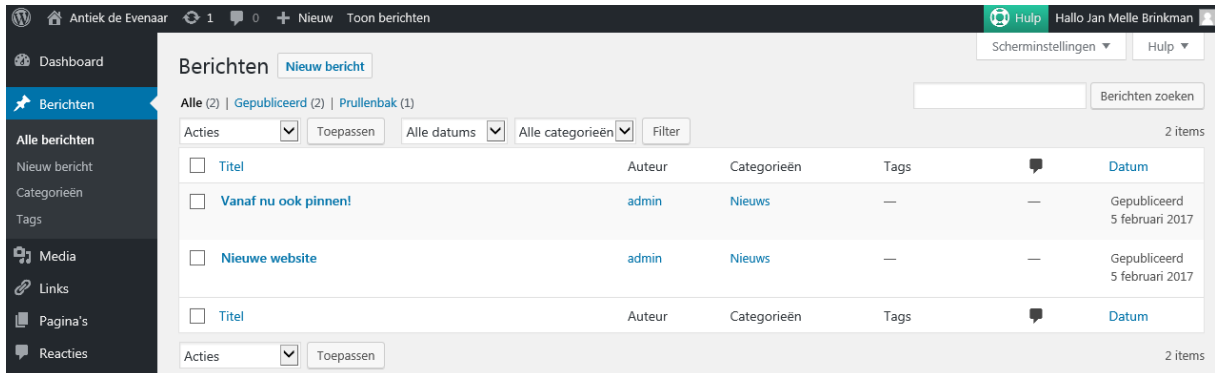 Antiek de Evenaar 1 0 + Nieuw Toon berichten Hulp Hallo Jan Melle Brinkman
Dashboard
Berichten
Alle berichten
Nieuw bericht
Categorieën
Tags
Media
Links
Pagina's
Reacties
Scherminstellingen ▼ Hulp ▼
Berichten Nieuw bericht
Alle (2) | Gepubliceerd (2) | Prullenbak (1) Berichten zoeken
Acties Toepassen Alle datums Alle categorieën Filter 2 items
Titel Auteur Categorieën Tags Datum
Vanaf nu ook pinnen! admin Nieuws — — Gepubliceerd
5 februari 2017
Nieuwe website admin Nieuws — — Gepubliceerd
5 februari 2017
Titel Auteur Categorieën Tags Datum
Acties Toepassen 2 items